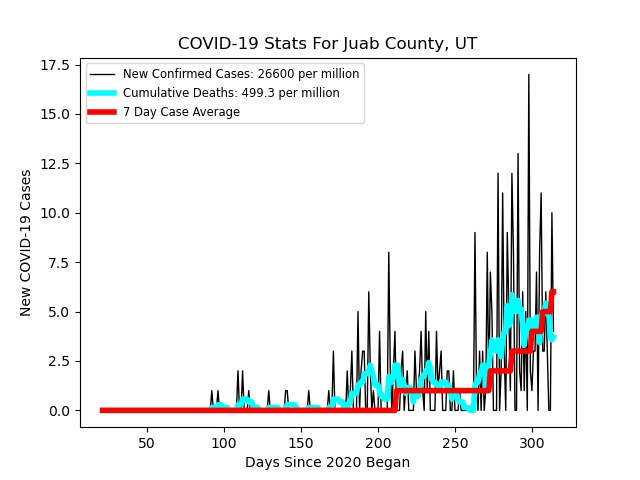 COVID-19 Stats For Juab County, UT
New Confirmed Cases: 26600 per million
Cumulative Deaths: 499.3 per million
7 Day Case Average
New COVID-19 Cases
17.5
15.0
12.5
10.0
7.5
5.0
2.5
0.0
50 100 150 200 250 300
Days Since 2020 Began